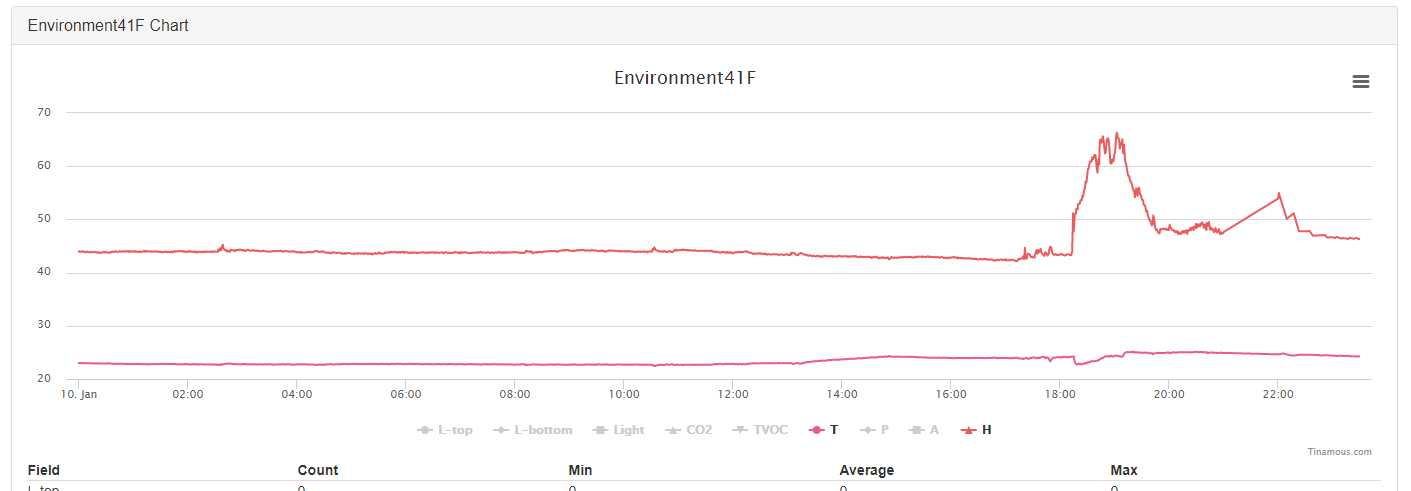 Environment41F Chart
Environment41F
70
60
50
40
30
20
10. Jan 02:00 04:00 06:00 08:00 10:00 12:00 14:00 16:00 18:00 20:00 22:00
L-top L-bottom Light CO2 TVOC T P A H
Tinamous.com
Field Count Min Average Max
L-top 0 0 0 0